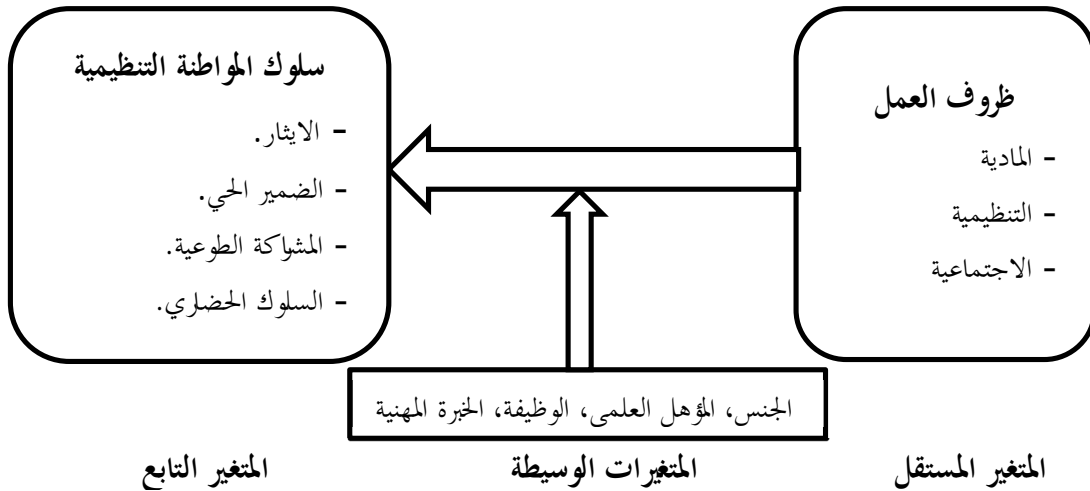 ظروف العمل
- المادية
- التنظيمية
- الاجتماعية
سلوك المواطنة التنظيمية
- الايثار.
- الضمير الحي.
- المشاركة الطوعية.
- السلوك الحضاري.
الجنس، المؤهل العلمي، الوظيفة، الخبرة المهنية
المتغير المستقل
المتغيرات الوسيطة
المتغير التابع